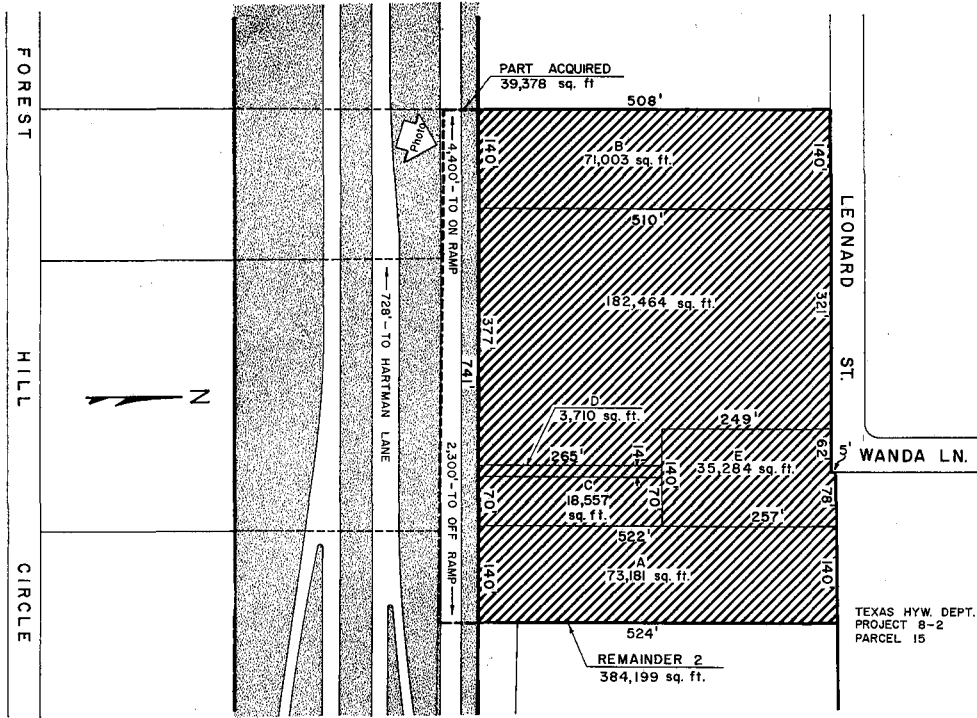 FOREST
HILL
CIRCLE
N
PART ACQUIRED
39,378 sq. ft
508'
Photo
4,400'-TO ON RAMP
140'
B
71,003 sq. ft.
140'
510'
LEONARD
ST.
728'-TO HARTMAN LANE
377'
741'
182,464 sq. ft.
321'
D
3,710 sq. ft.
249'
265'
14'
140'
E
35,284 sq. ft.
62'
5'
WANDA LN.
2,300'-TO OFF RAMP
70'
C
18,557
sq. ft.
70'
78'
257'
522'
140'
A
73,181 sq. ft.
140'
524'
TEXAS HYW. DEPT.
PROJECT 8-2
PARCEL 15
REMAINDER 2
384,199 sq. ft.